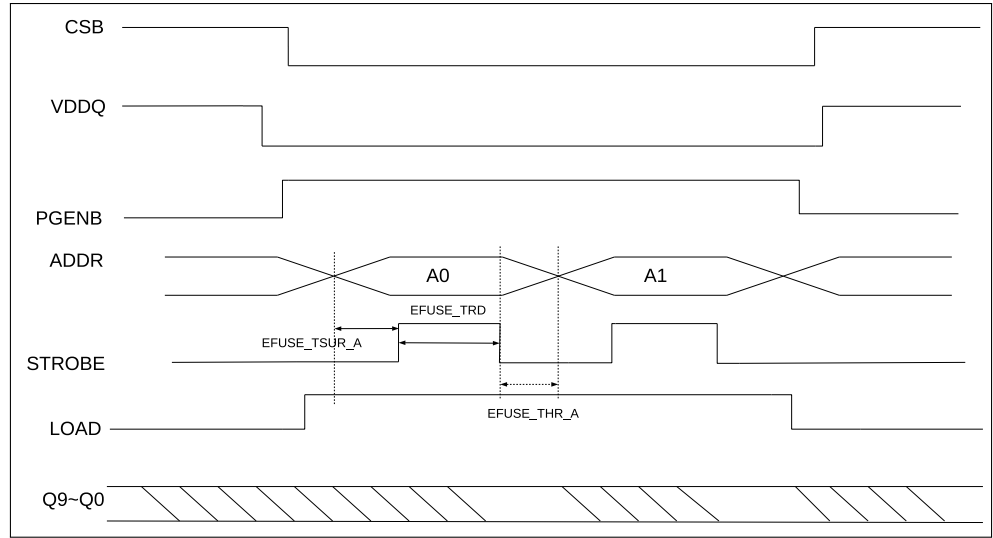 CSB
VDDQ
PGENB
ADDR
A0
A1
EFUSE_TRD
EFUSE_TSUR_A
STROBE
EFUSE_THR_A
LOAD
Q9~Q0